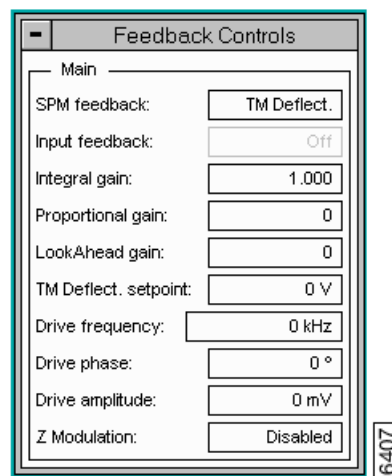 Feedback Controls
Main
SPM feedback: TM Deflect.
Input feedback: Off
Integral gain: 1.000
Proportional gain: 0
LookAhead gain: 0
TM Deflect. setpoint: 0 V
Drive frequency: 0 kHz
Drive phase: 0 °
Drive amplitude: 0 mV
Z Modulation: Disabled
6407